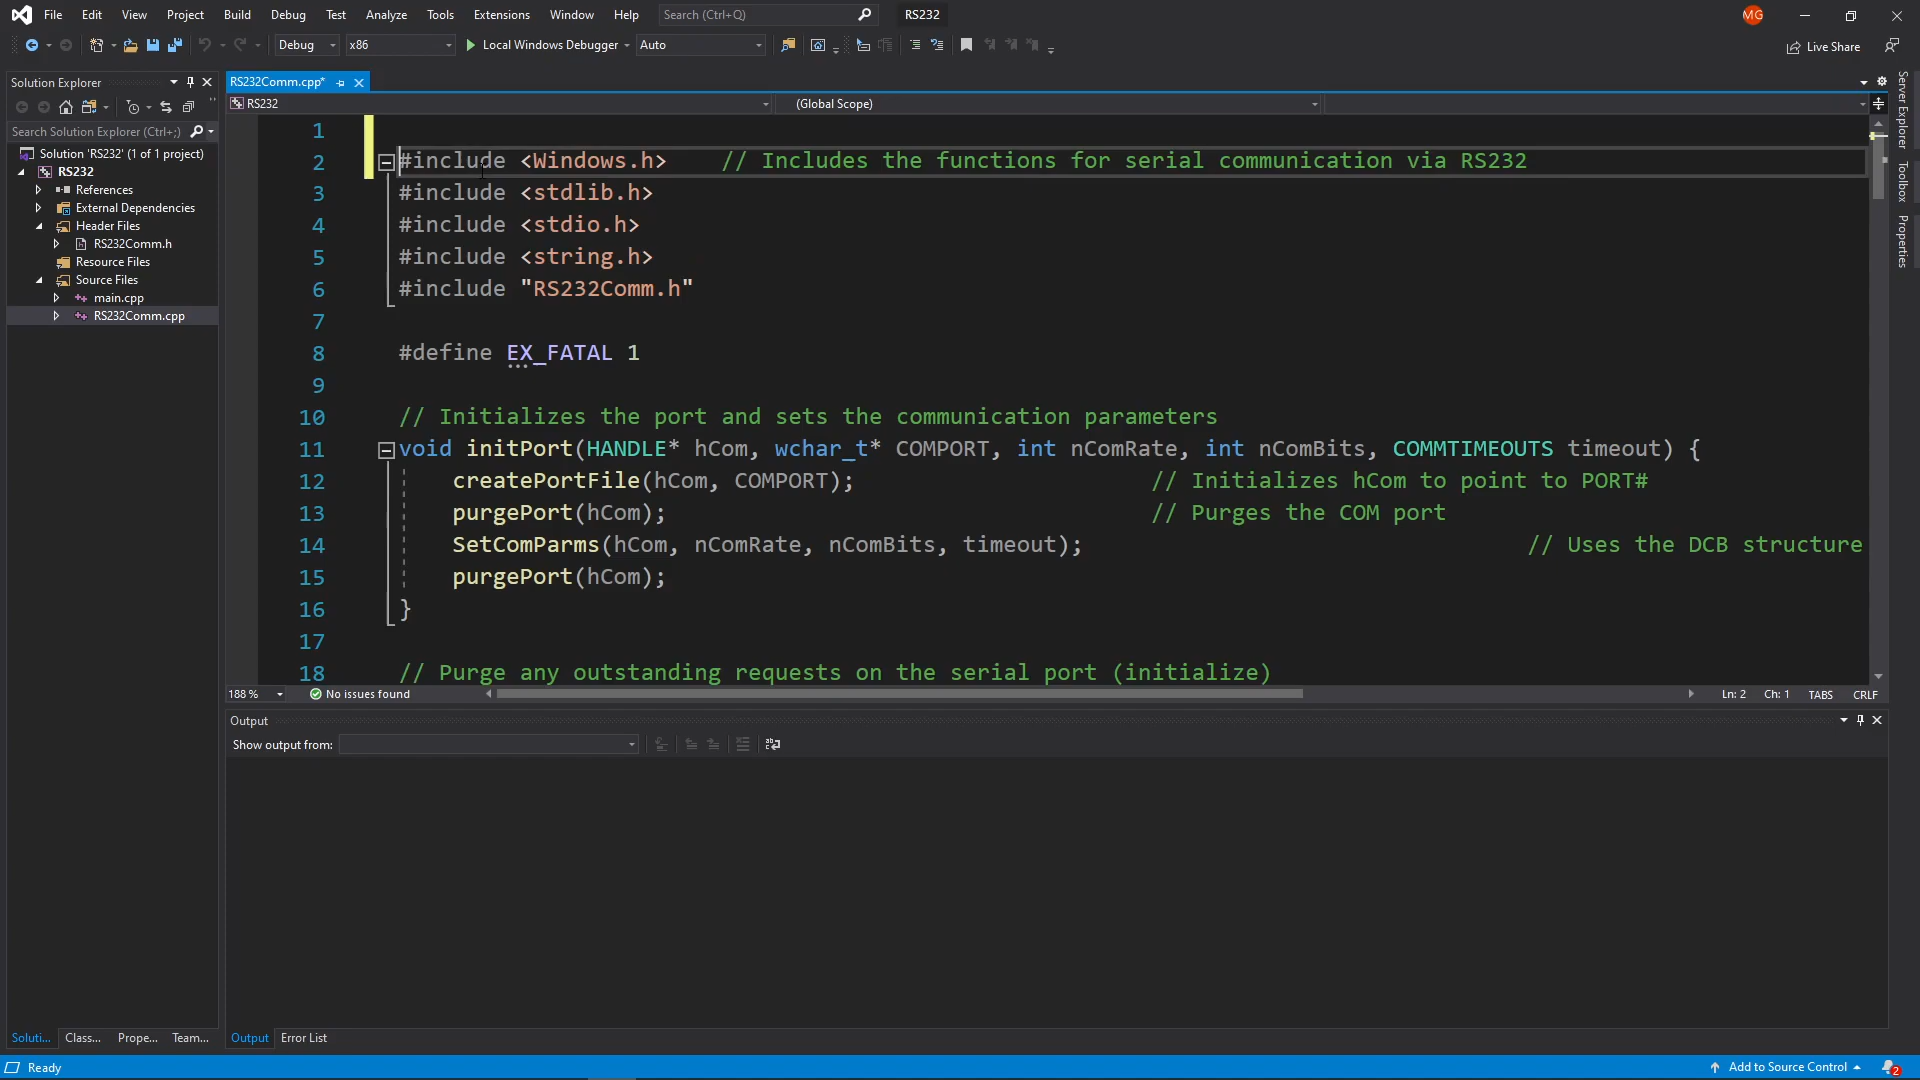 File Edit View Project Build Debug Test Analyze Tools Extensions Window Help Search (Ctrl+Q) RS232 MG
Debug x86 Local Windows Debugger Auto Live Share
Solution Explorer
Search Solution Explorer (Ctrl+;)
Solution 'RS232' (1 of 1 project)
RS232
References
External Dependencies
Header Files
RS232Comm.h
Resource Files
Source Files
main.cpp
RS232Comm.cpp
Soluti... Class... Prope... Team...
RS232Comm.cpp*
RS232 (Global Scope)
1
2 #include <Windows.h> // Includes the functions for serial communication via RS232
3 #include <stdlib.h>
4 #include <stdio.h>
5 #include <string.h>
6 #include "RS232Comm.h"
7
8 #define EX_FATAL 1
9
10 // Initializes the port and sets the communication parameters
11 void initPort(HANDLE* hCom, wchar_t* COMPORT, int nComRate, int nComBits, COMMTIMEOUTS timeout) {
12 createPortFile(hCom, COMPORT); // Initializes hCom to point to PORT#
13 purgePort(hCom); // Purges the COM port
14 SetComParms(hCom, nComRate, nComBits, timeout); // Uses the DCB structure
15 purgePort(hCom);
16 }
17
18 // Purge any outstanding requests on the serial port (initialize)
188 % No issues found Ln: 2 Ch: 1 TABS CRLF
Output
Show output from:
Output Error List
Server Explorer
Toolbox
Properties
Ready Add to Source Control 2